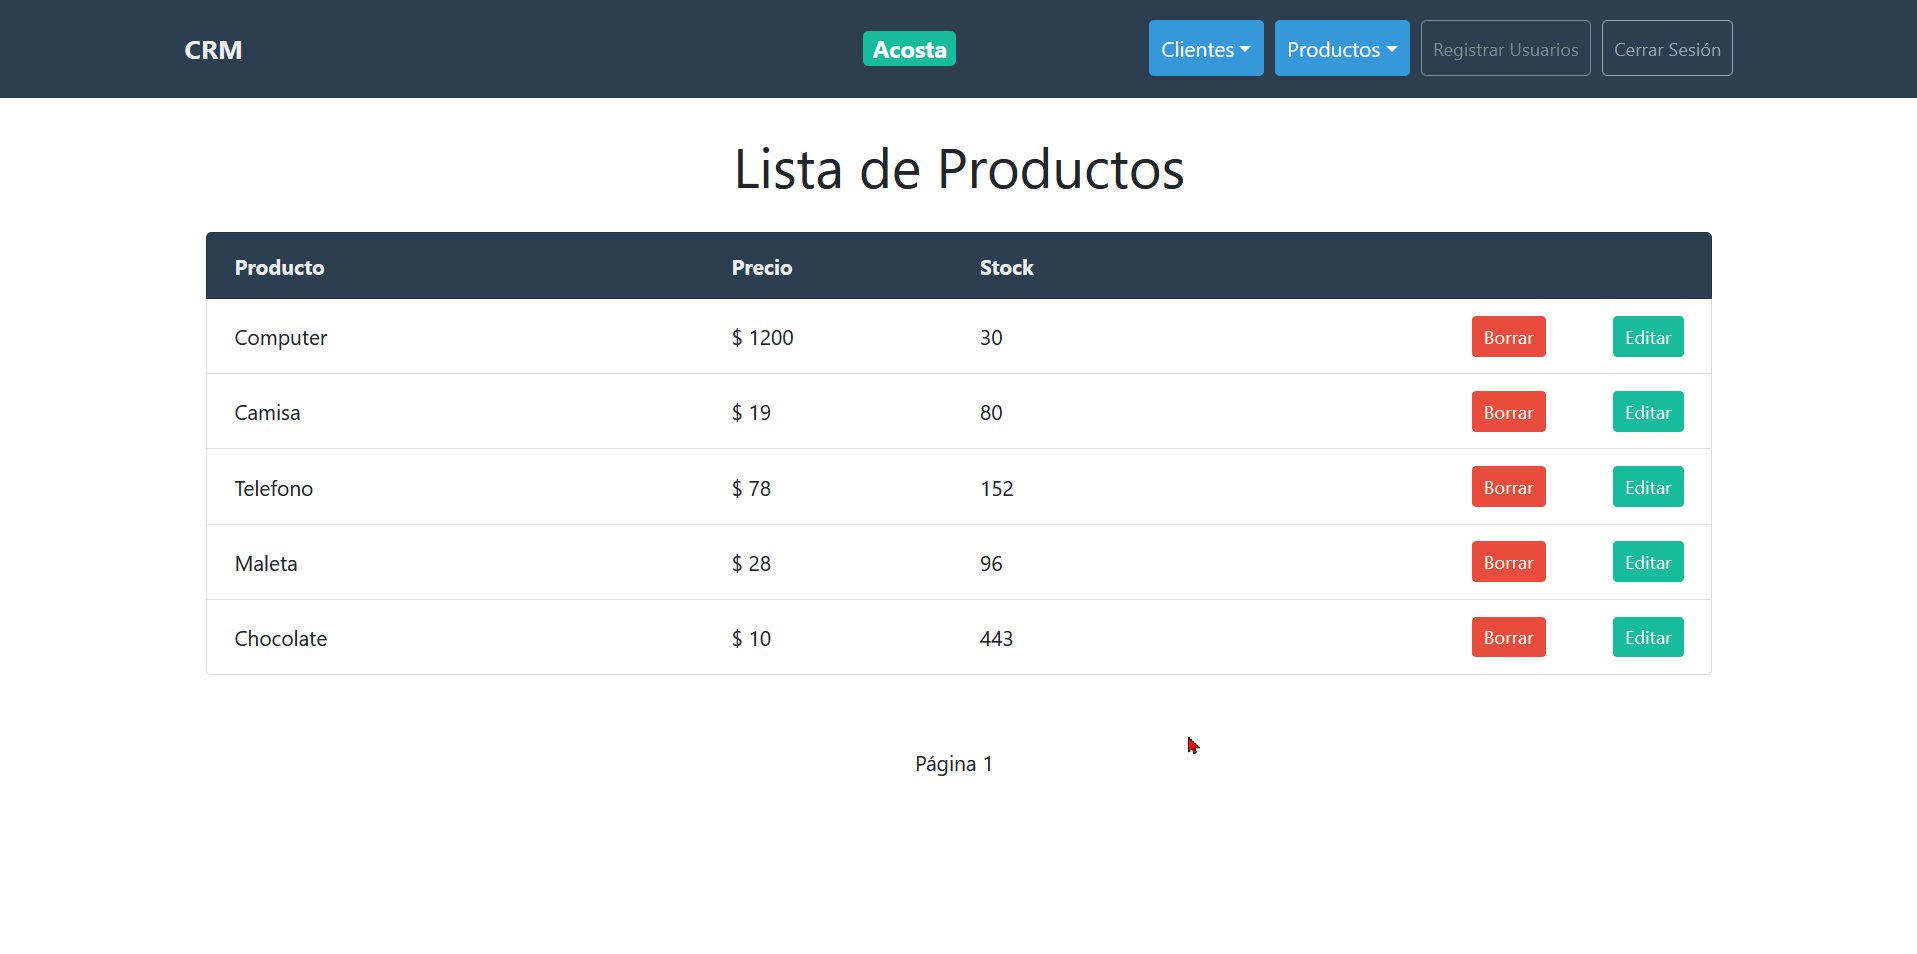 CRM Acosta Clientes Productos Registrar Usuarios Cerrar Sesión
Lista de Productos
Producto Precio Stock
Computer $ 1200 30 Borrar Editar
Camisa $ 19 80 Borrar Editar
Telefono $ 78 152 Borrar Editar
Maleta $ 28 96 Borrar Editar
Chocolate $ 10 443 Borrar Editar
Página 1